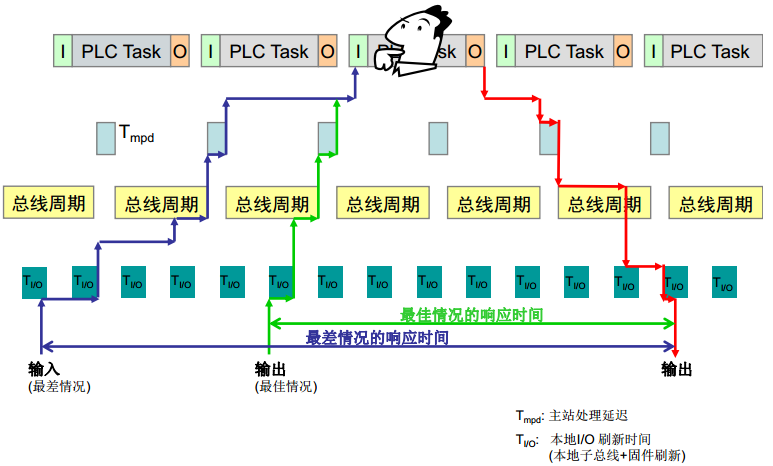 I PLC Task O I PLC Task O I PLC Task O I PLC Task O I PLC Task
Tmpd
总线周期 总线周期 总线周期 总线周期 总线周期 总线周期 总线周期
TI/O TI/O TI/O TI/O TI/O TI/O TI/O TI/O TI/O TI/O TI/O TI/O TI/O TI/O
最佳情况的响应时间
最差情况的响应时间
输入 输出 输出
(最差情况) (最佳情况)
Tmpd: 主站处理延迟
TI/O: 本地I/O 刷新时间
(本地子总线+固件刷新)